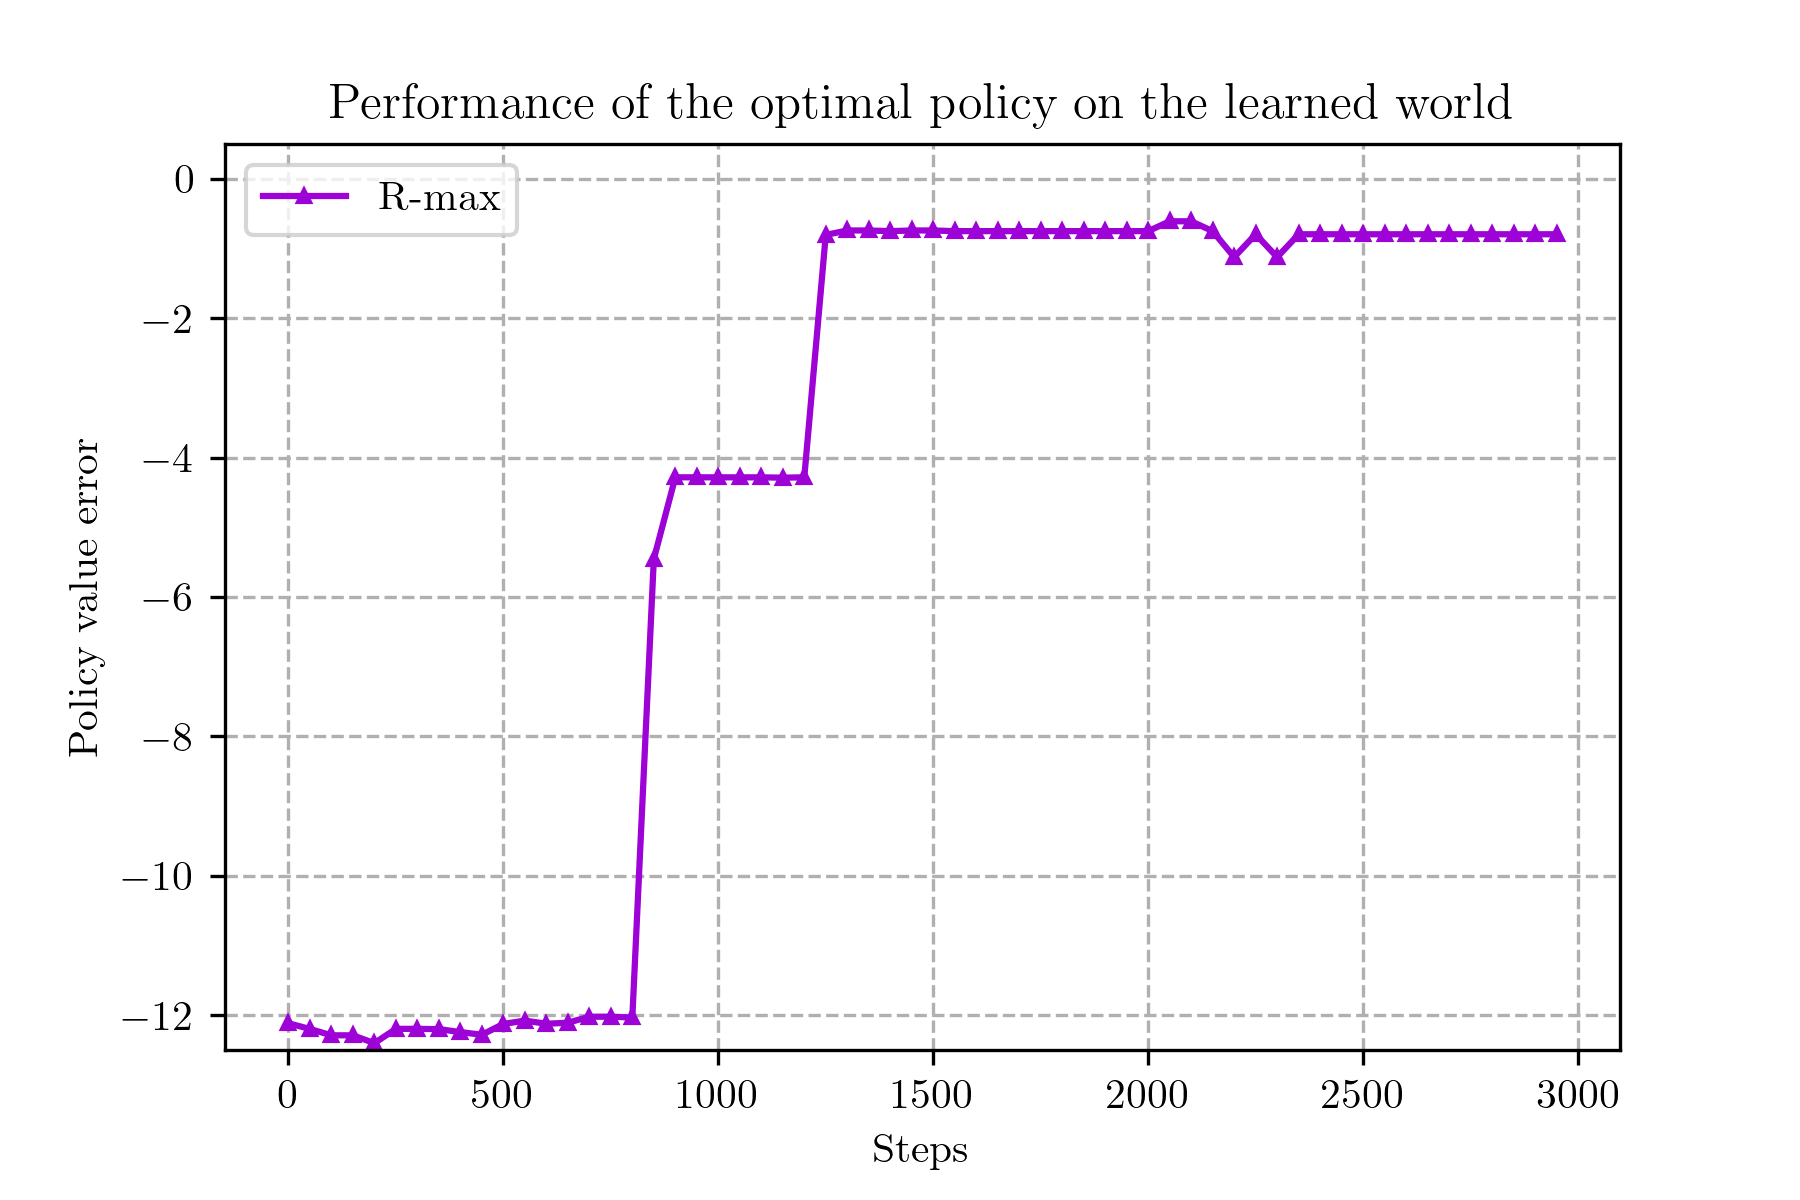 Performance of the optimal policy on the learned world
R-max
Policy value error
0
−2
−4
−6
−8
−10
−12
0 500 1000 1500 2000 2500 3000
Steps